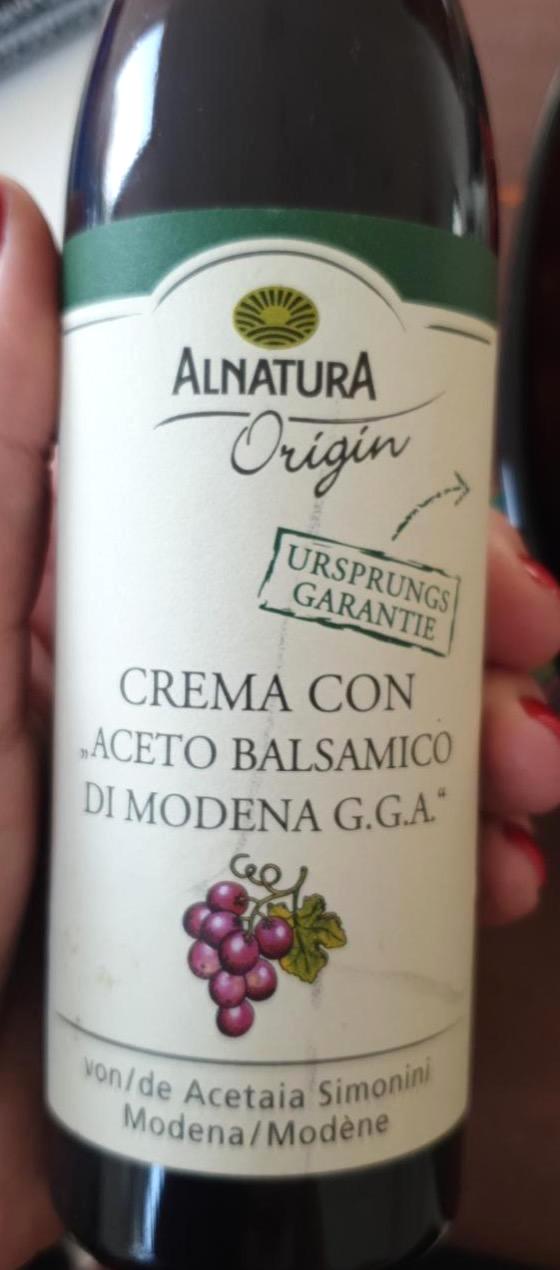 ALNATURA
Origin
URSPRUNGS
GARANTIE
CREMA CON
„ACETO BALSAMICO
DI MODENA G.G.A.“
von/de Acetaia Simonini
Modena/Modène